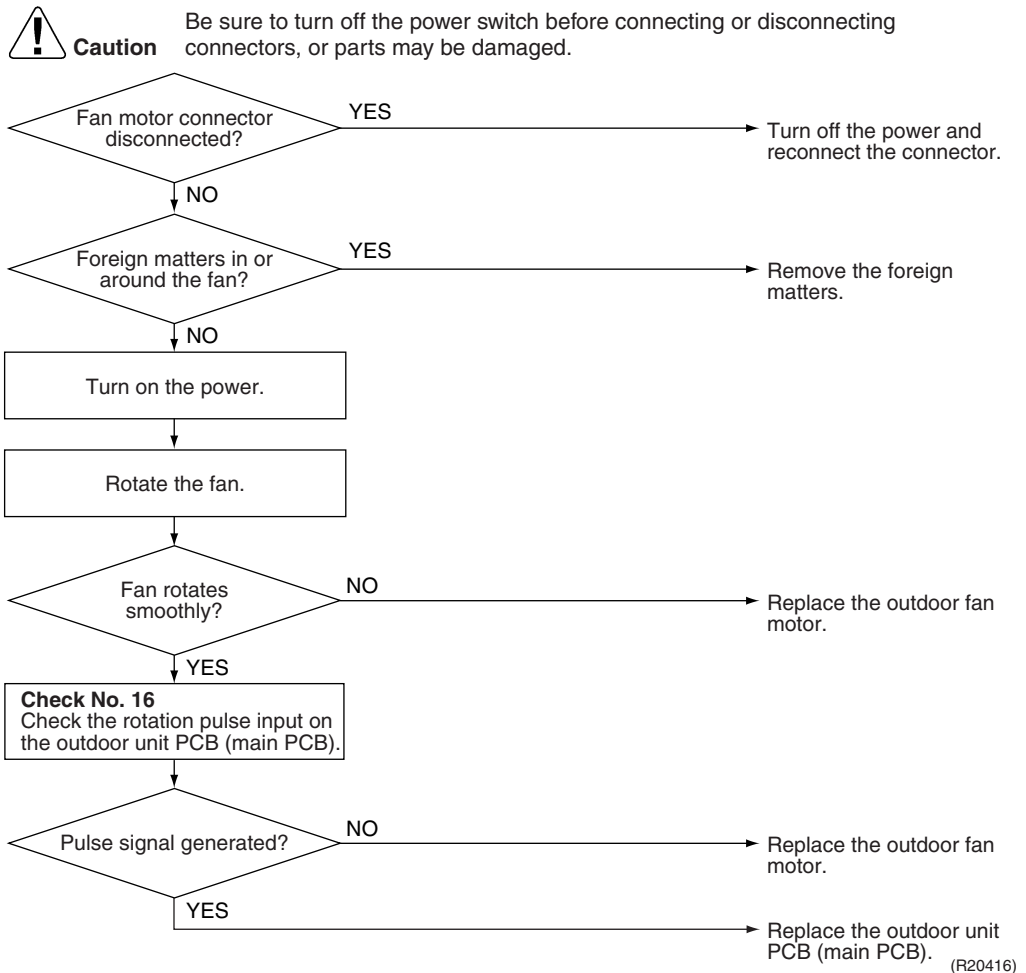 Be sure to turn off the power switch before connecting or disconnecting
Caution connectors, or parts may be damaged.
Fan motor connector
disconnected?
YES
Turn off the power and
reconnect the connector.
NO
Foreign matters in or
around the fan?
YES
Remove the foreign
matters.
NO
Turn on the power.
Rotate the fan.
Fan rotates
smoothly?
NO
Replace the outdoor fan
motor.
YES
Check No. 16
Check the rotation pulse input on
the outdoor unit PCB (main PCB).
Pulse signal generated?
NO
Replace the outdoor fan
motor.
YES
Replace the outdoor unit
PCB (main PCB).
(R20416)